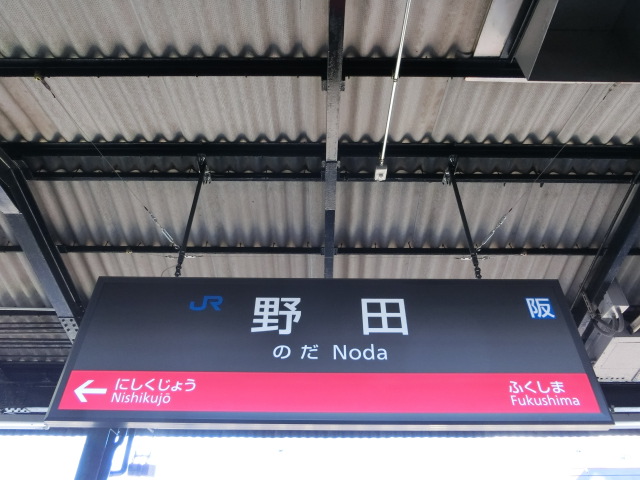 JR 野田 阪
のだ Noda
← にしくじょう ふくしま
Nishikujō Fukushima